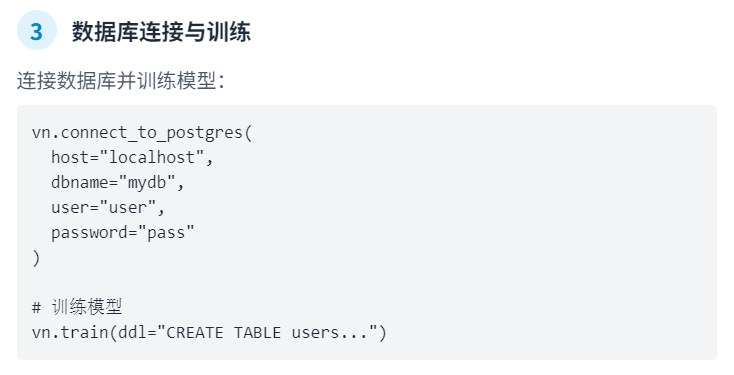 3 数据库连接与训练
连接数据库并训练模型：
vn.connect_to_postgres(
  host="localhost",
  dbname="mydb",
  user="user",
  password="pass"
)
# 训练模型
vn.train(ddl="CREATE TABLE users...")